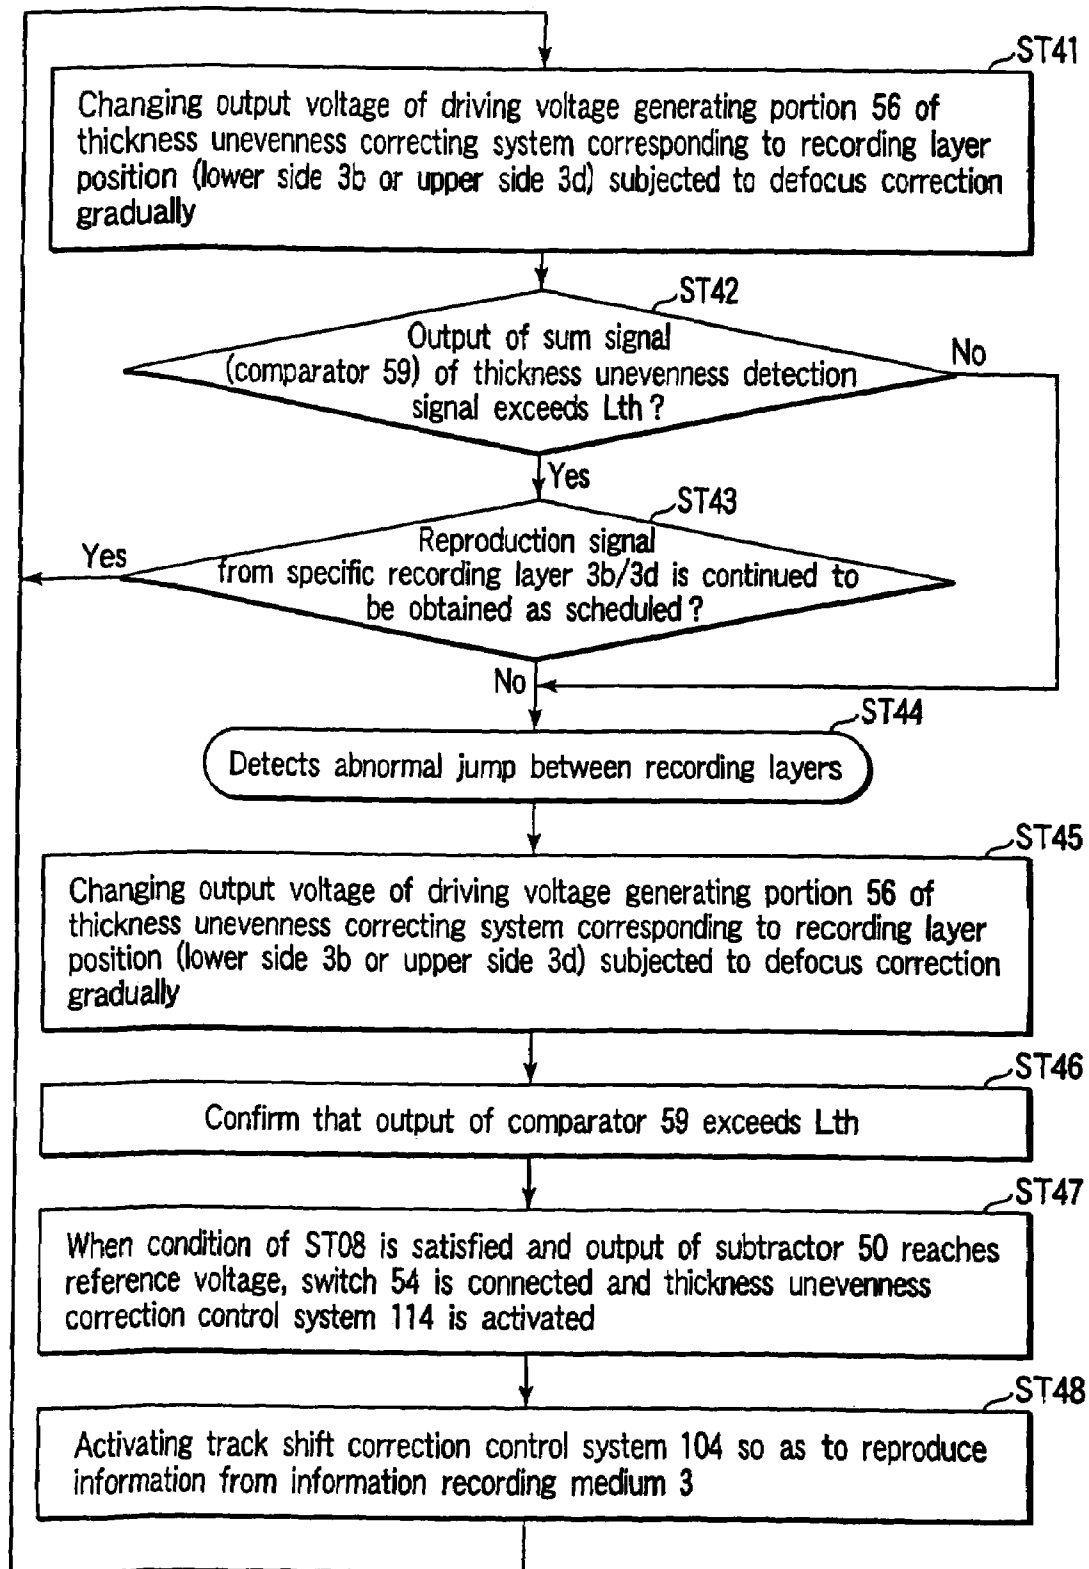 ST41
Changing output voltage of driving voltage generating portion 56 of
thickness unevenness correcting system corresponding to recording layer
position (lower side 3b or upper side 3d) subjected to defocus correction
gradually
ST42
Output of sum signal
(comparator 59) of thickness unevenness detection
signal exceeds Lth ?
No
Yes
ST43
Reproduction signal
from specific recording layer 3b/3d is continued to
be obtained as scheduled ?
Yes
No
ST44
Detects abnormal jump between recording layers
ST45
Changing output voltage of driving voltage generating portion 56 of
thickness unevenness correcting system corresponding to recording layer
position (lower side 3b or upper side 3d) subjected to defocus correction
gradually
ST46
Confirm that output of comparator 59 exceeds Lth
ST47
When condition of ST08 is satisfied and output of subtractor 50 reaches
reference voltage, switch 54 is connected and thickness unevenness
correction control system 114 is activated
ST48
Activating track shift correction control system 104 so as to reproduce
information from information recording medium 3